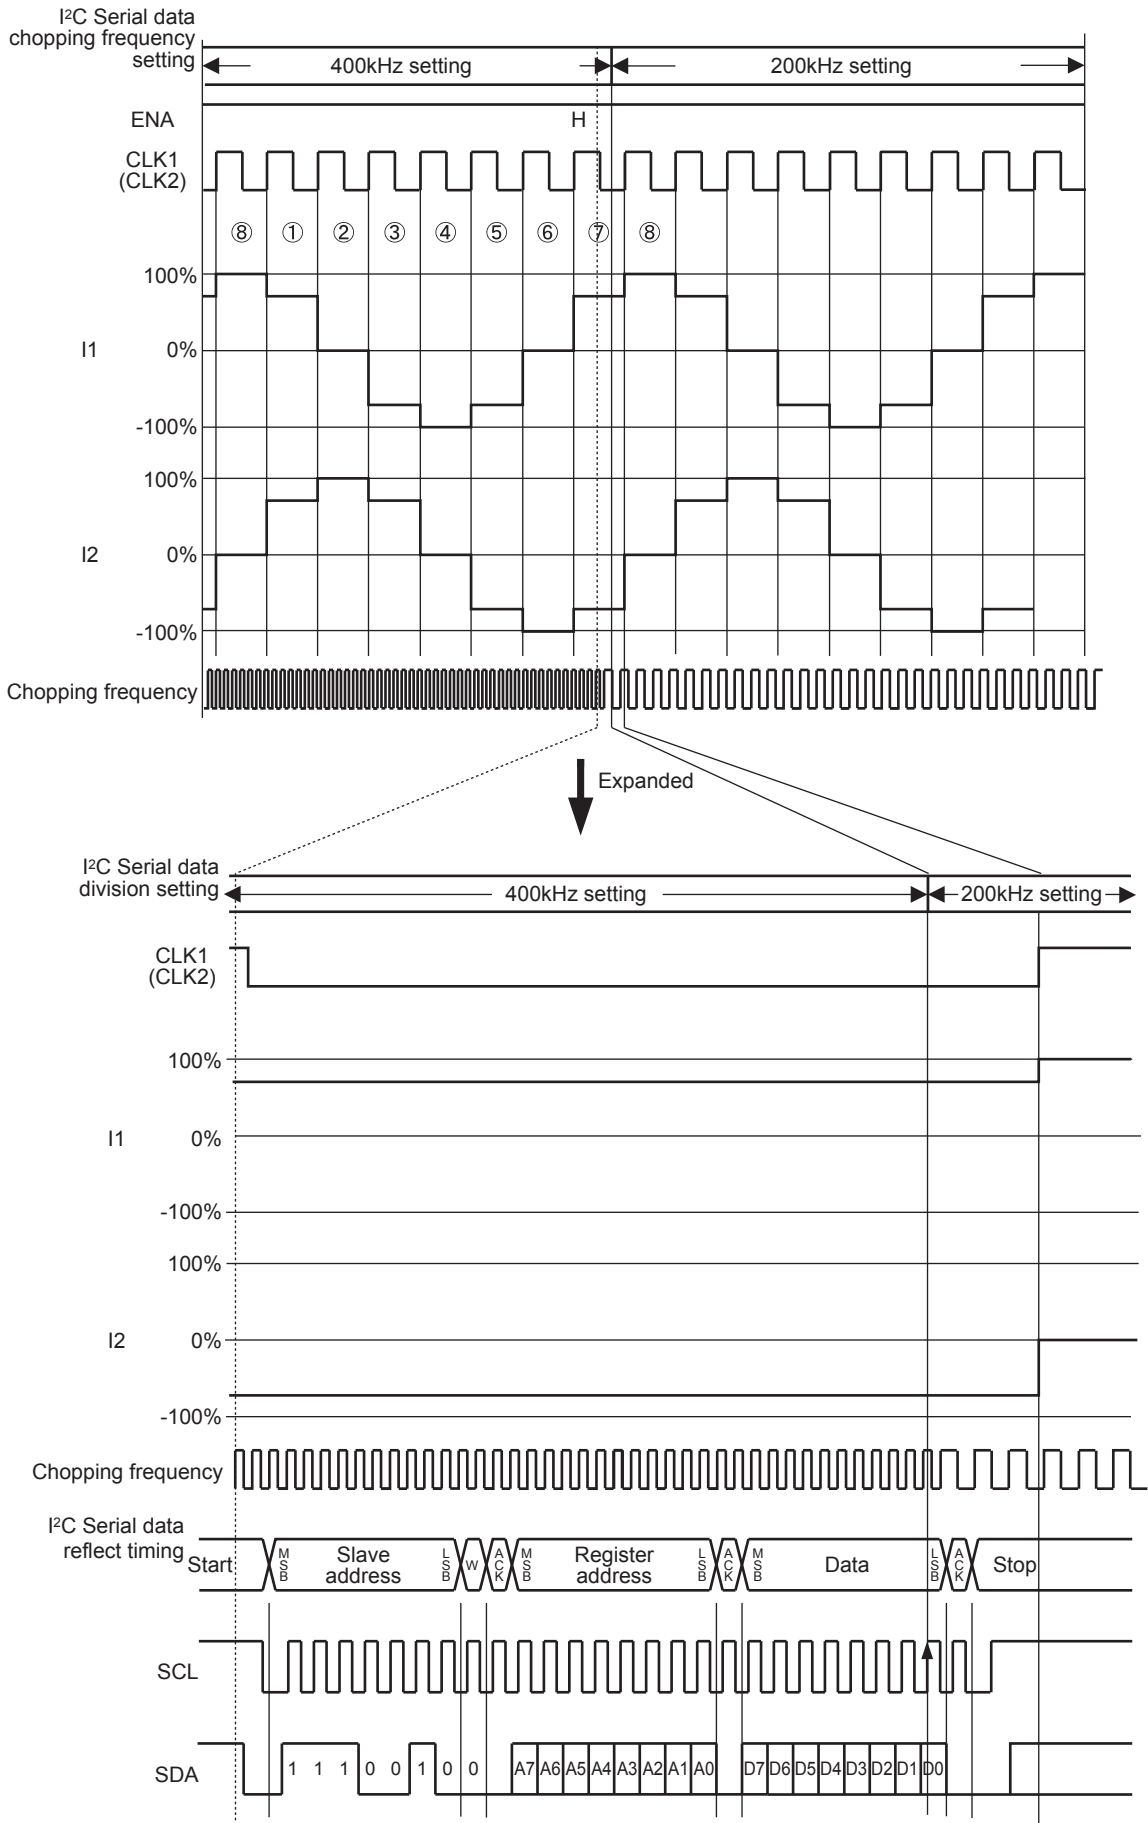 I²C Serial data
chopping frequency
setting
400kHz setting
200kHz setting
ENA
H
CLK1
(CLK2)
⑧ ① ② ③ ④ ⑤ ⑥ ⑦ ⑧
100%
I1 0%
-100%
100%
I2 0%
-100%
Chopping frequency
Expanded
I²C Serial data
division setting
400kHz setting
200kHz setting
CLK1
(CLK2)
100%
I1 0%
-100%
100%
I2 0%
-100%
Chopping frequency
I²C Serial data
reflect timing
Start MSB Slave address LSB W ACK MSB Register address LSB ACK MSB Data LSB ACK Stop
SCL
SDA 1 1 1 0 0 1 0 0 A7 A6 A5 A4 A3 A2 A1 A0 D7 D6 D5 D4 D3 D2 D1 D0